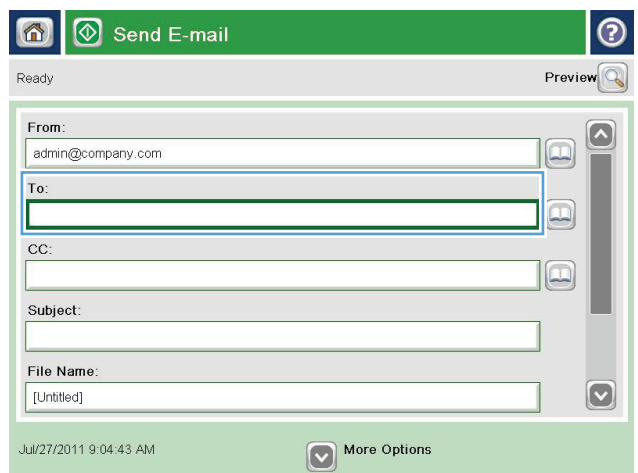 Send E-mail
Ready
Preview
From:
admin@company.com
To:
CC:
Subject:
File Name:
[Untitled]
Jul/27/2011 9:04:43 AM
More Options